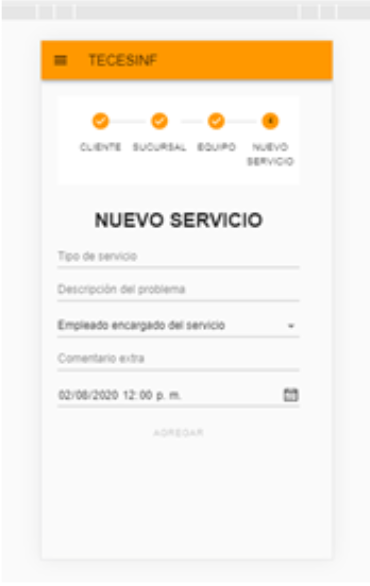 TECESINF
CLIENTE SUCURSAL EQUIPO NUEVO
SERVICIO
NUEVO SERVICIO
Tipo de servicio
Descripción del problema
Empleado encargado del servicio
Comentario extra
02/08/2020 12:00 p. m.
AGREGAR